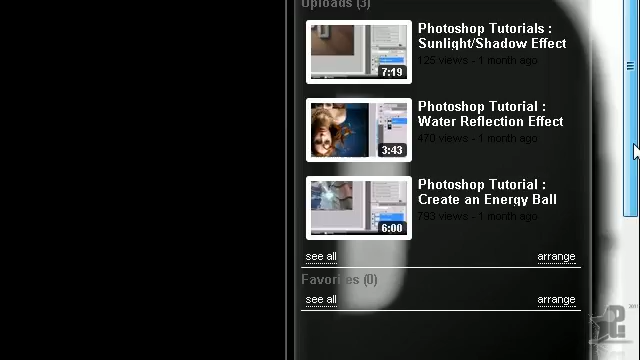 Uploads (3)
Photoshop Tutorials :
Sunlight/Shadow Effect
125 views - 1 month ago
7:19
Photoshop Tutorial :
Water Reflection Effect
470 views - 1 month ago
3:43
Photoshop Tutorial :
Create an Energy Ball
793 views - 1 month ago
6:00
see all
arrange
Favorites (0)
see all
arrange